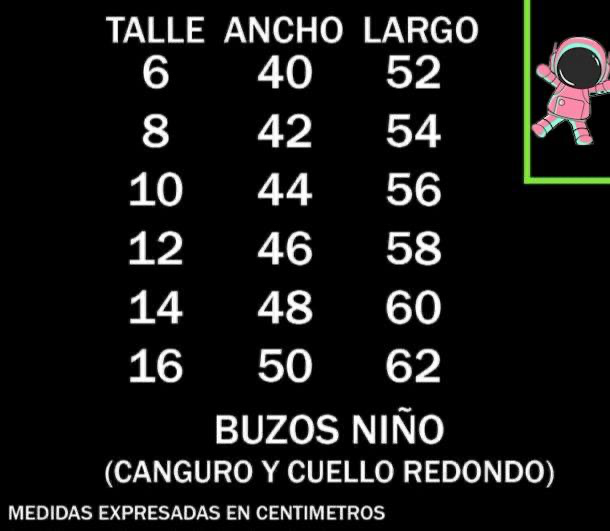 TALLE ANCHO LARGO
6 40 52
8 42 54
10 44 56
12 46 58
14 48 60
16 50 62
BUZOS NIÑO
(CANGURO Y CUELLO REDONDO)
MEDIDAS EXPRESADAS EN CENTIMETROS